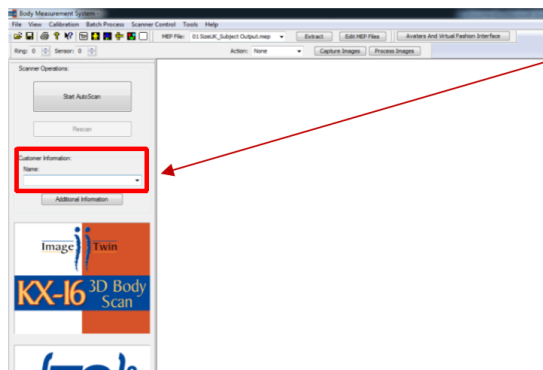 Body Measurement System
File View Calibration Batch Process Scanner Control Tools Help
MEP File: 01 SizeUK_Subject Output.mep Extract Edit MEP Files Avatars And Virtual Fashion Interface
Ring: 0 Sensor: 0 Action: None Capture Images Process Images
Scanner Operations:
Start AutoScan
Rescan
Customer Information:
Name:
Additional Information
Image Twin
KX-16 3D Body
Scan